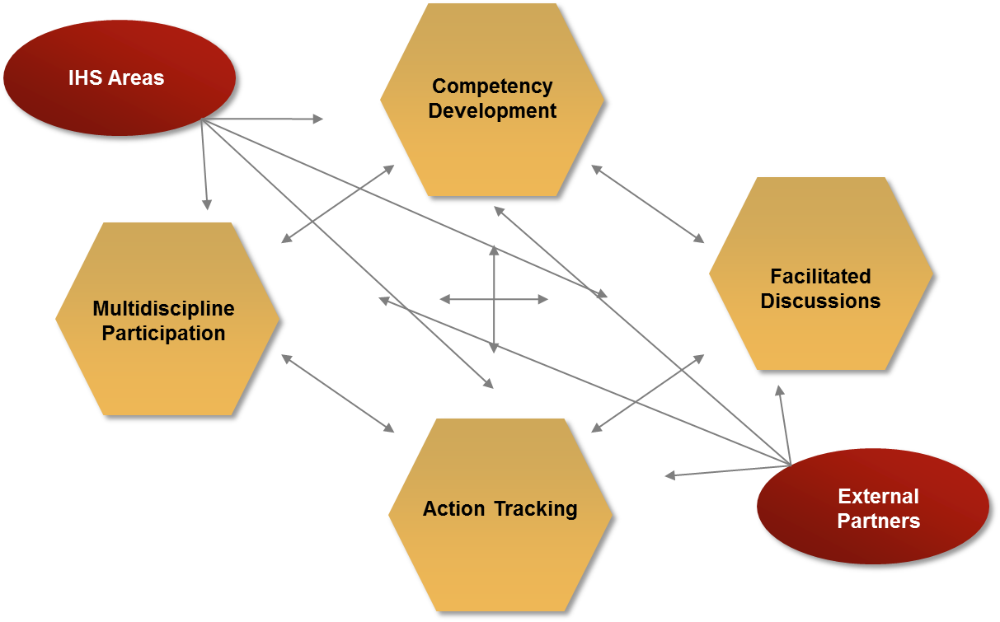 IHS Areas
Competency
Development
Multidiscipline
Participation
Facilitated
Discussions
Action Tracking
External
Partners